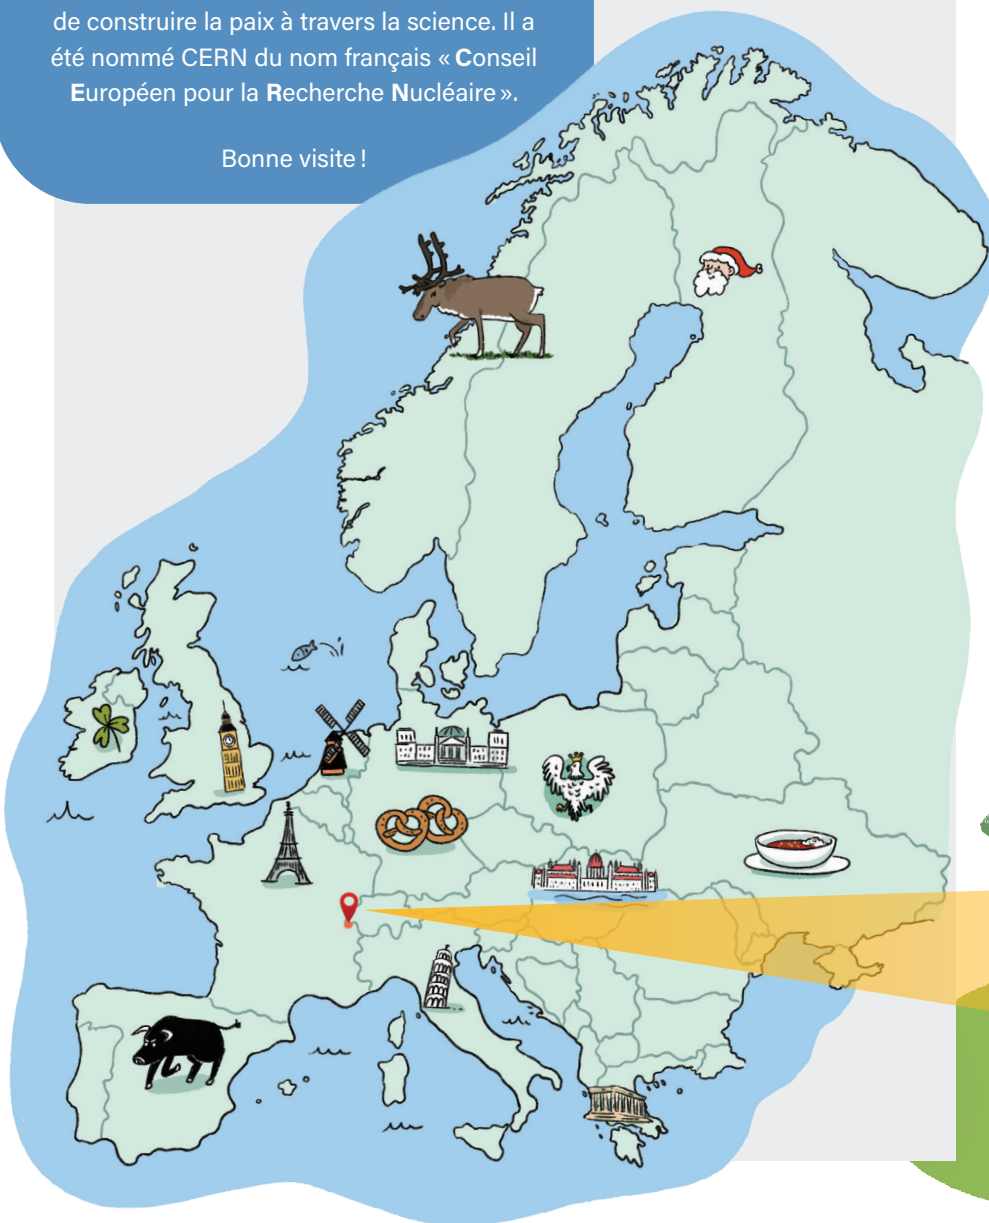 de construire la paix à travers la science. Il a
été nommé CERN du nom français « Conseil
Européen pour la Recherche Nucléaire ».
Bonne visite !